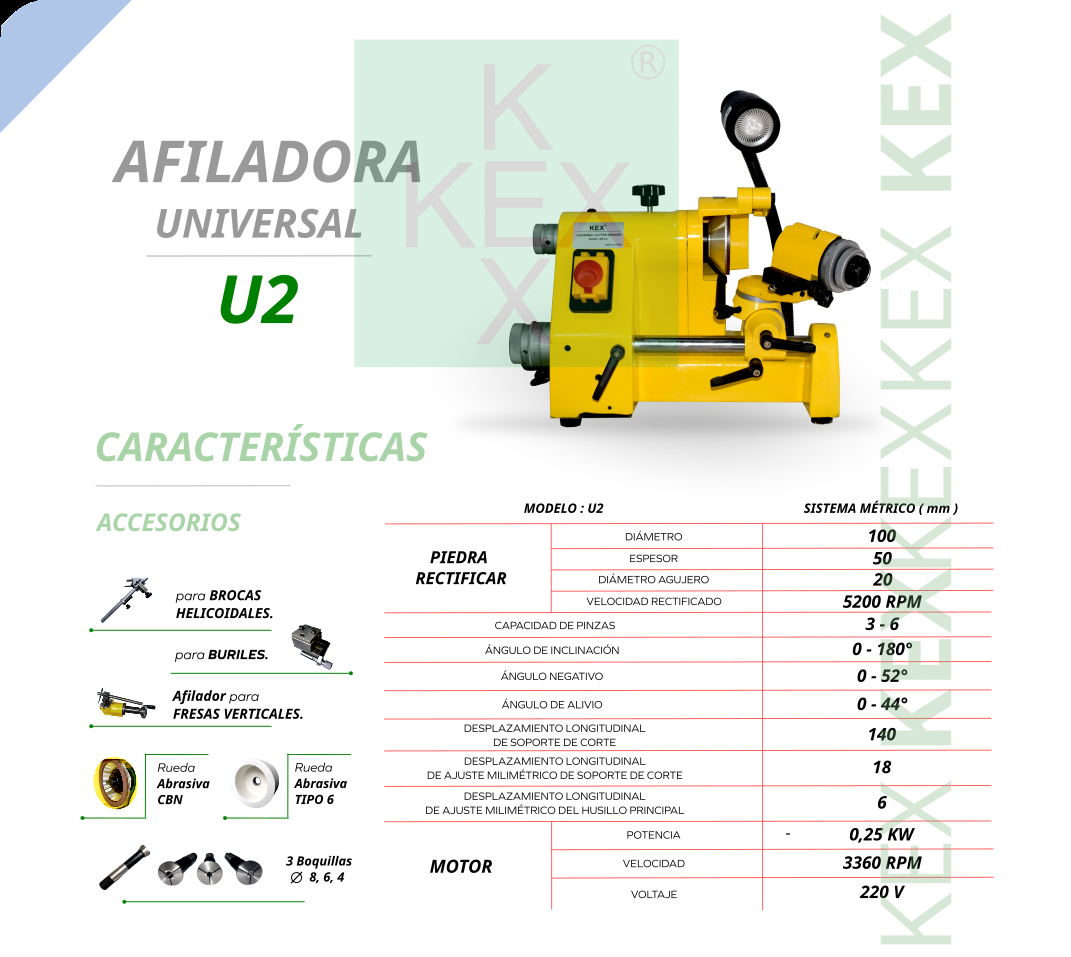 K
®
KEX
X
AFILADORA
UNIVERSAL
U2
KEX®
KEX KEX KEX KEX KEX
CARACTERÍSTICAS
ACCESORIOS
para BROCAS
HELICOIDALES.
para BURILES.
Afilador para
FRESAS VERTICALES.
Rueda
Abrasiva
CBN
Rueda
Abrasiva
TIPO 6
3 Boquillas
∅ 8, 6, 4
MODELO : U2 SISTEMA MÉTRICO ( mm )
PIEDRA
RECTIFICAR
DIÁMETRO 100
ESPESOR 50
DIÁMETRO AGUJERO 20
VELOCIDAD RECTIFICADO 5200 RPM
CAPACIDAD DE PINZAS 3 - 6
ÁNGULO DE INCLINACIÓN 0 - 180°
ÁNGULO NEGATIVO 0 - 52°
ÁNGULO DE ALIVIO 0 - 44°
DESPLAZAMIENTO LONGITUDINAL
DE SOPORTE DE CORTE 140
DESPLAZAMIENTO LONGITUDINAL
DE AJUSTE MILIMÉTRICO DE SOPORTE DE CORTE 18
DESPLAZAMIENTO LONGITUDINAL
DE AJUSTE MILIMÉTRICO DEL HUSILLO PRINCIPAL 6
MOTOR
POTENCIA - 0,25 KW
VELOCIDAD 3360 RPM
VOLTAJE 220 V